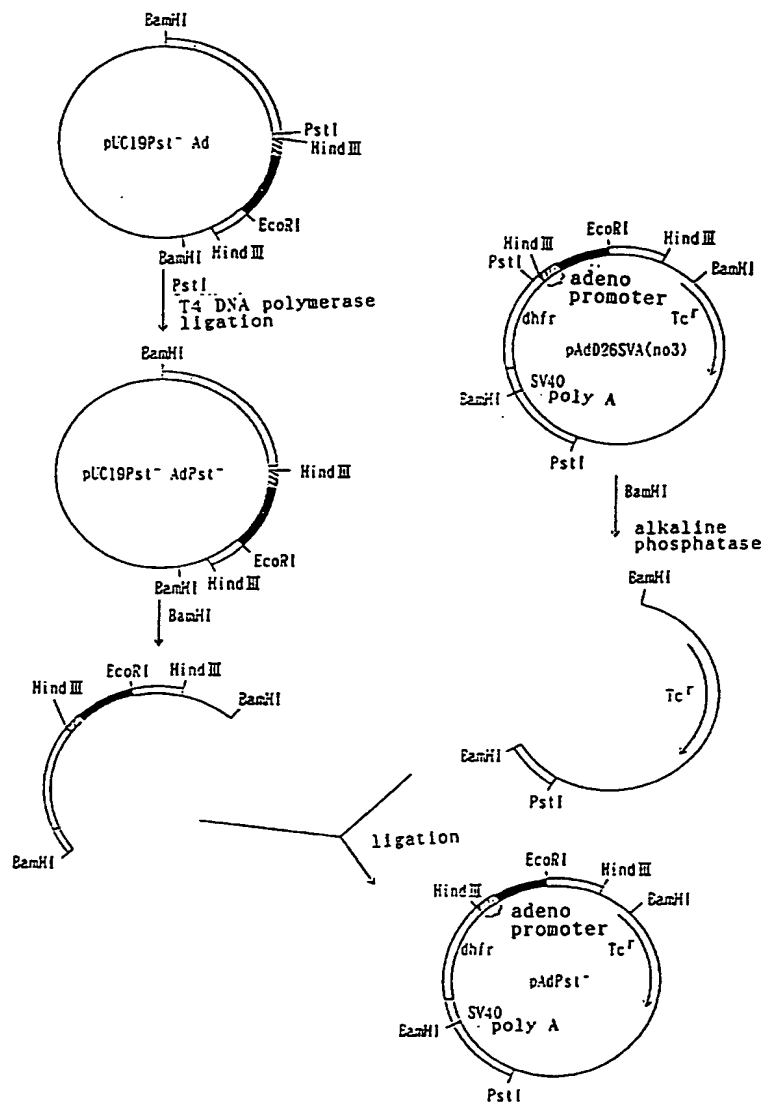 BamHI
pUC19Pst⁻ Ad
PstI
HindⅢ
EcoRI
HindⅢ
BamHI
PstI
T4 DNA polymerase
ligation
BamHI
pUC19Pst⁻ AdPst⁻
HindⅢ
EcoRI
HindⅢ
BamHI
BamHI
HindⅢ
EcoRI
HindⅢ
BamHI
BamHI
EcoRI
HindⅢ
HindⅢ
BamHI
PstI
adeno
promoter
dhfr
Tcʳ
pAdD26SVA(no3)
SV40
poly A
BamHI
PstI
BamHI
alkaline
phosphatase
BamHI
Tcʳ
BamHI
PstI
ligation
EcoRI
HindⅢ
HindⅢ
BamHI
adeno
promoter
dhfr
Tcʳ
pAdPst⁻
SV40
poly A
BamHI
PstI